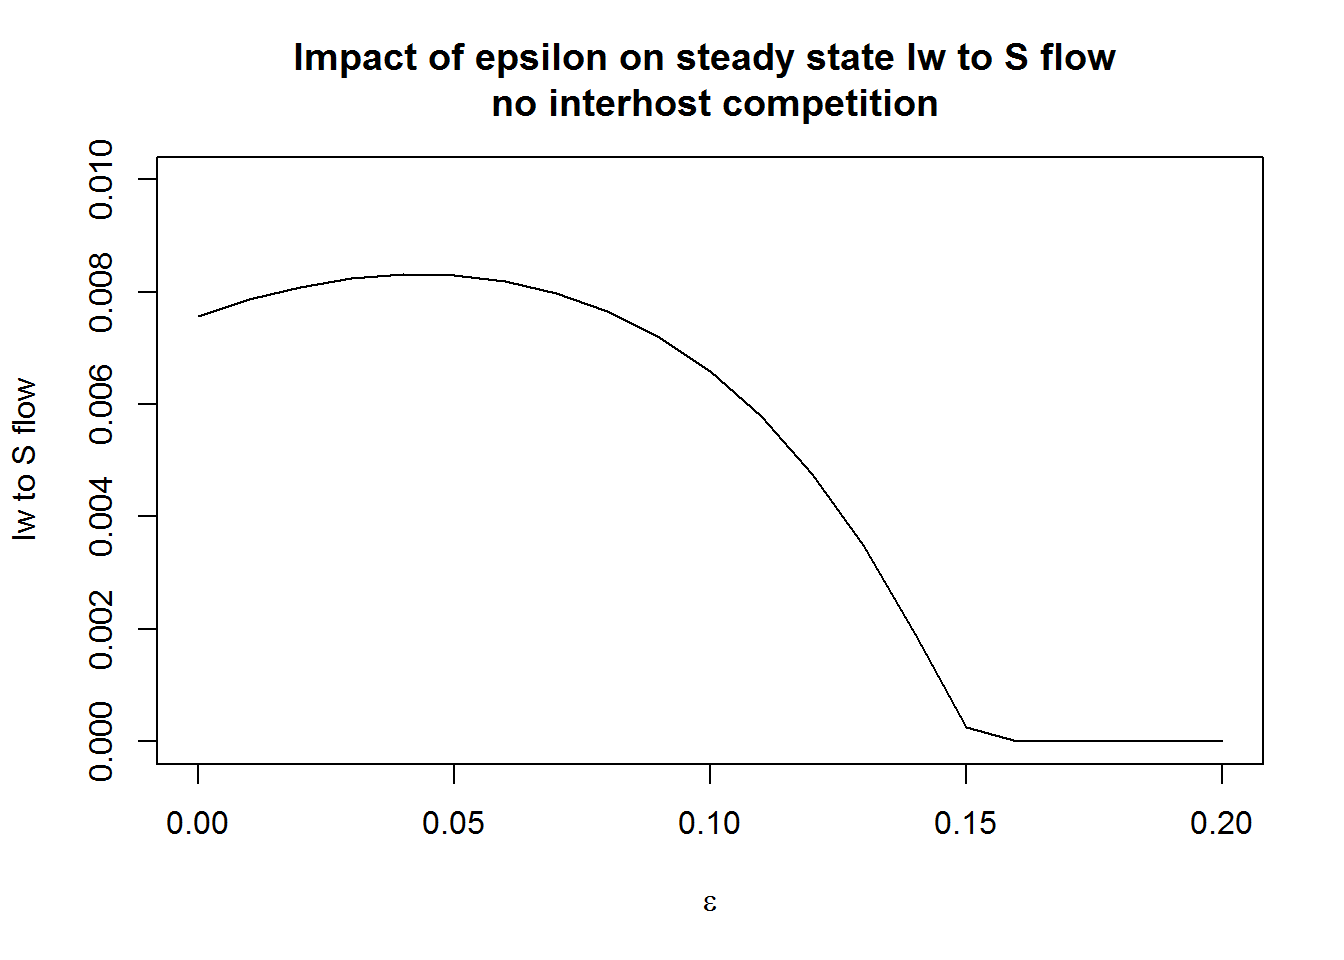 Impact of epsilon on steady state Iw to S flow
no interhost competition
Iw to S flow
0.010
0.008
0.006
0.004
0.002
0.000
0.00 0.05 0.10 0.15 0.20
ε